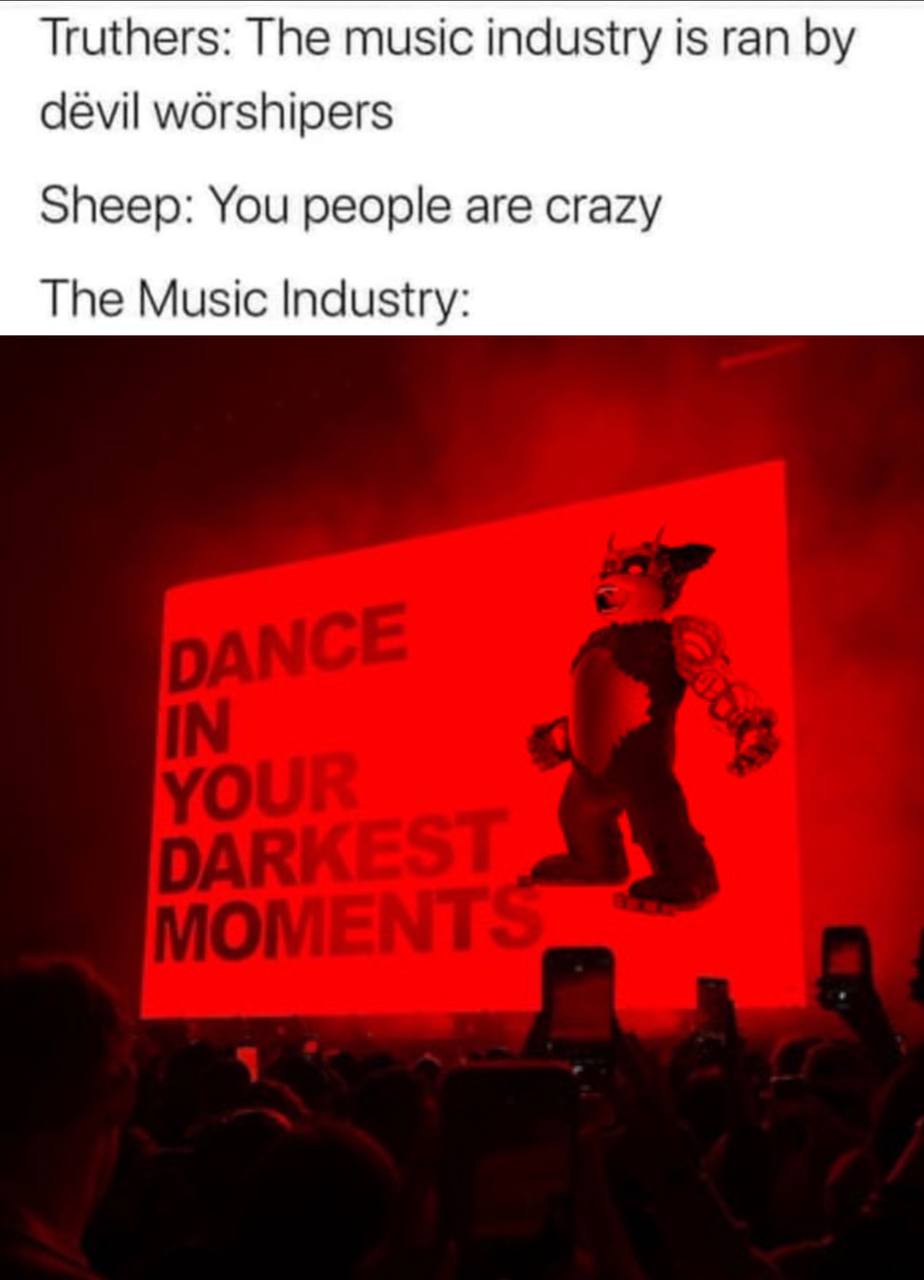 Truthers: The music industry is ran by
dëvil wörshipers
Sheep: You people are crazy
The Music Industry:
DANCE
IN
YOUR
DARKEST
MOMENTS